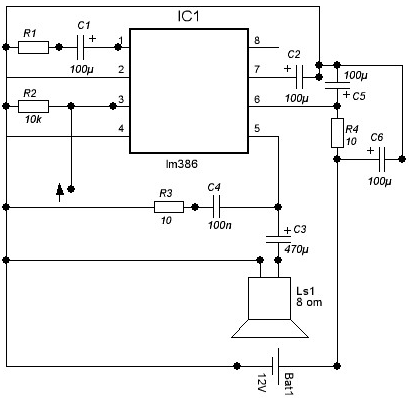 IC1
R1
C1
+
1
8
100µ
2
7
C2
+
100µ
100µ
+
C5
R2
10k
3
6
R4
10
C6
+
100µ
4
5
lm386
R3
10
C4
100n
+
C3
470µ
Ls1
8 om
12V
Bat1